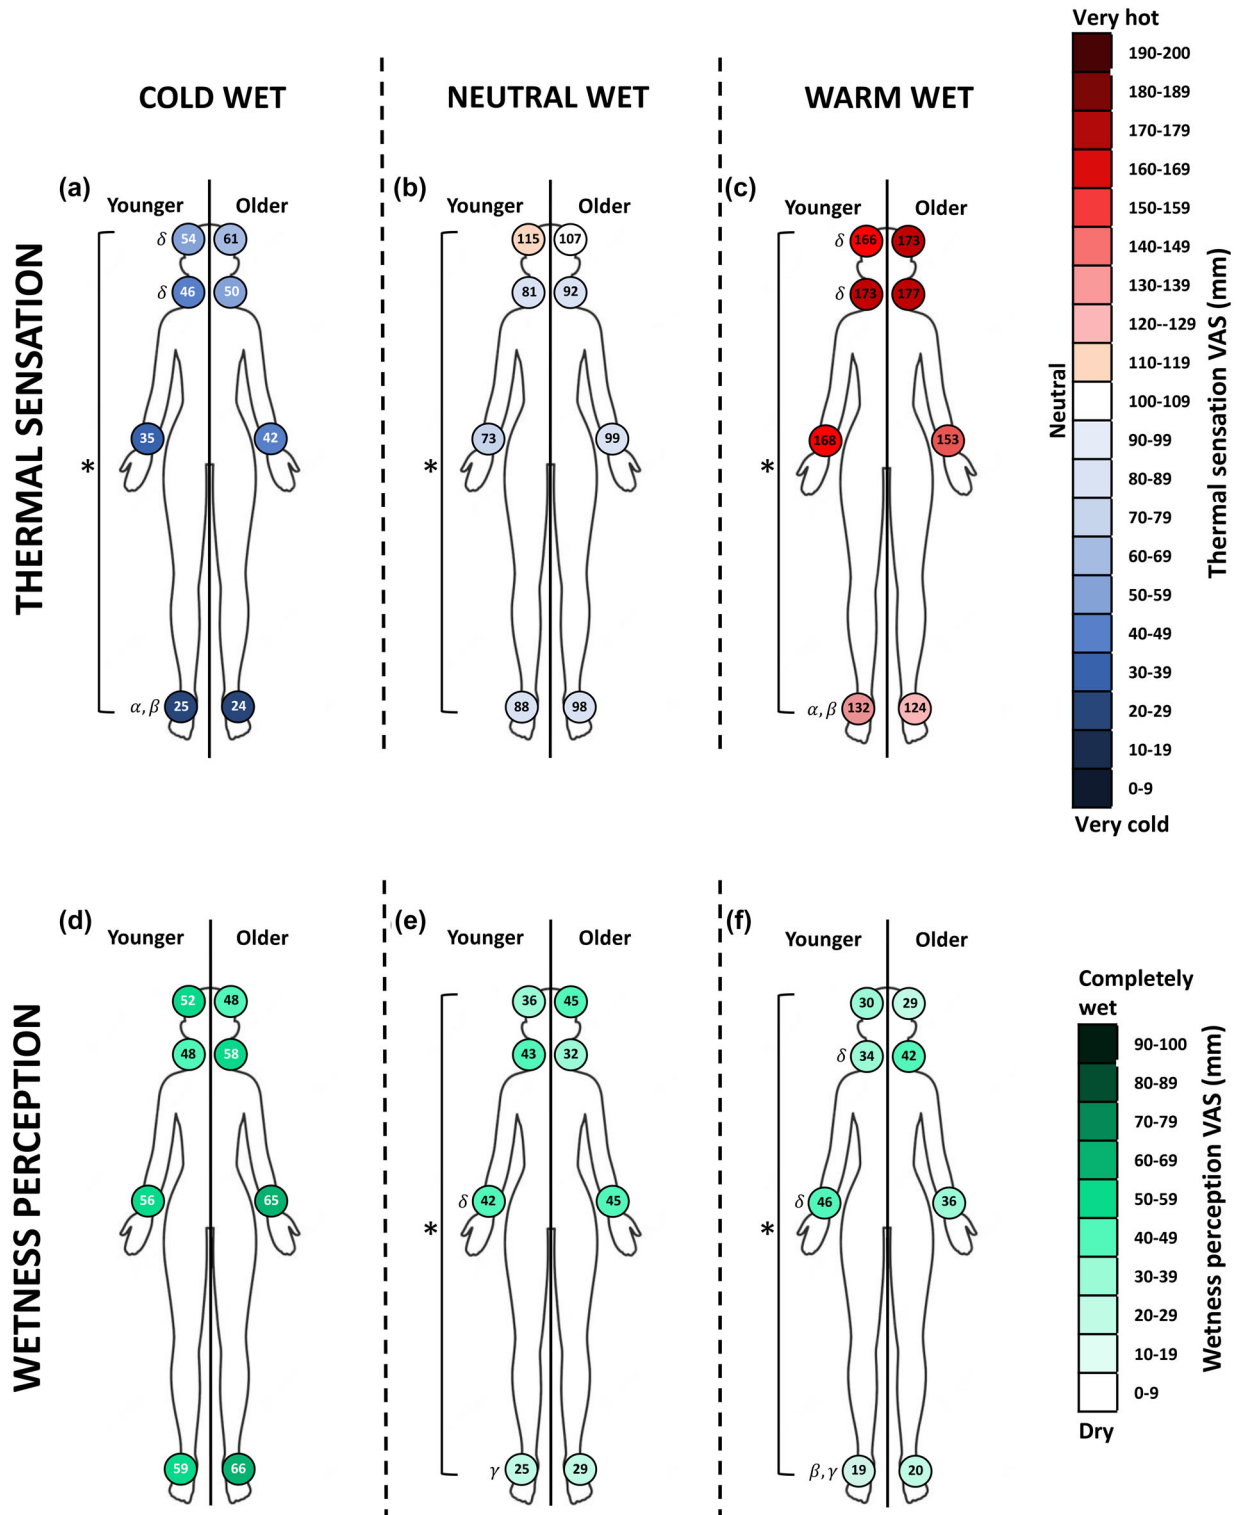 Very hot
COLD WET
NEUTRAL WET
WARM WET
THERMAL SENSATION
(a)
Younger
Older
δ
54
61
δ
46
50
35
42
*
α, β
25
24
(b)
Younger
Older
115
107
81
92
73
99
*
88
98
(c)
Younger
Older
δ
166
173
δ
173
177
168
153
*
α, β
132
124
190-200
180-189
170-179
160-169
150-159
140-149
130-139
120--129
110-119
100-109
90-99
80-89
70-79
60-69
50-59
40-49
30-39
20-29
10-19
0-9
Neutral
Thermal sensation VAS (mm)
Very cold
WETNESS PERCEPTION
(d)
Younger
Older
52
48
48
58
56
65
59
66
(e)
Younger
Older
36
45
43
32
δ
42
45
*
γ
25
29
(f)
Younger
Older
30
29
δ
34
42
δ
46
36
*
β, γ
19
20
Completely
wet
90-100
80-89
70-79
60-69
50-59
40-49
30-39
20-29
10-19
0-9
Wetness perception VAS (mm)
Dry